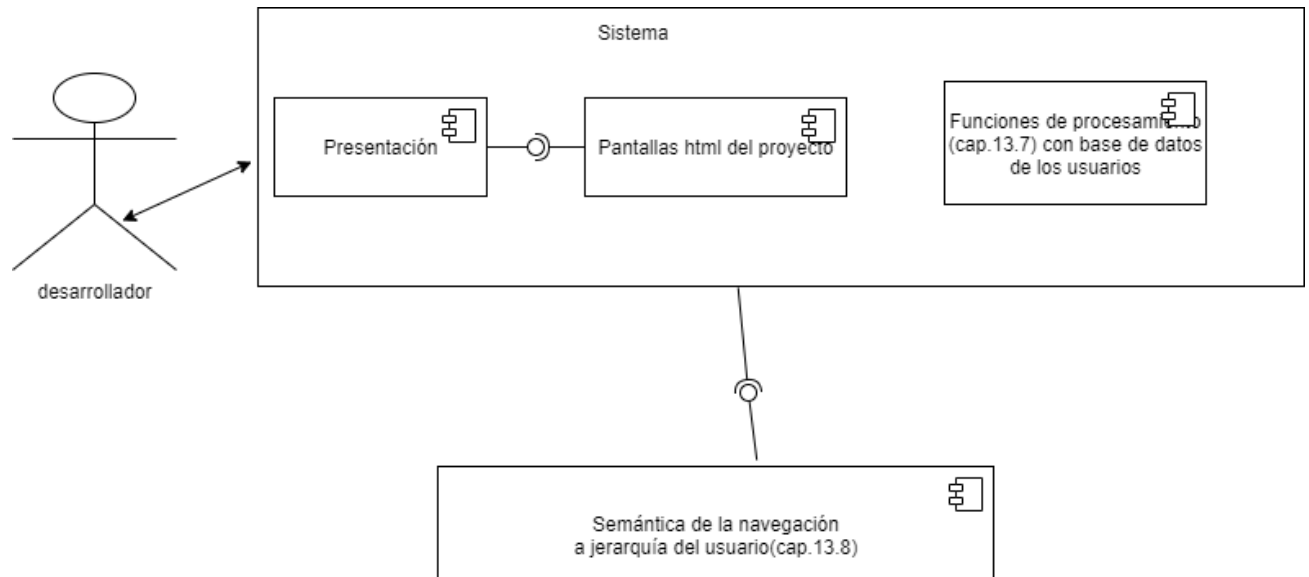 Sistema
Presentación
Pantallas html del proyecto
Funciones de procesamiento
(cap.13.7) con base de datos
de los usuarios
desarrollador
Semántica de la navegación
a jerarquía del usuario(cap.13.8)